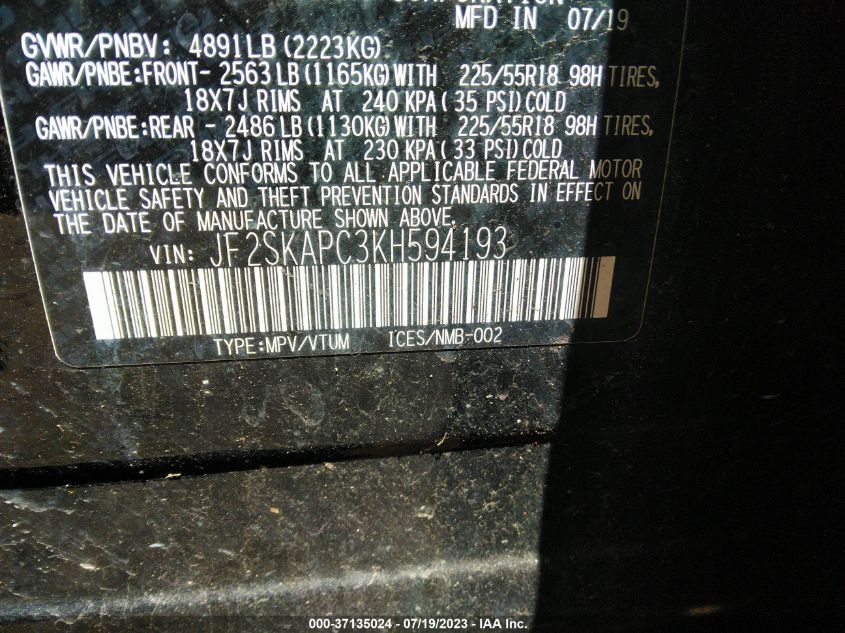 CORPORATION
MFD IN 07/19
GVWR/PNBV: 4891LB (2223KG)
GAWR/PNBE:FRONT- 2563 LB (1165KG)WITH 225/55R18 98H TIRES,
18X7J RIMS AT 240 KPA (35 PSI)COLD
GAWR/PNBE:REAR - 2486 LB (1130KG)WITH 225/55R18 98H TIRES,
18X7J RIMS AT 230 KPA (33 PSI)COLD
THIS VEHICLE CONFORMS TO ALL APPLICABLE FEDERAL MOTOR
VEHICLE SAFETY AND THEFT PREVENTION STANDARDS IN EFFECT ON
THE DATE OF MANUFACTURE SHOWN ABOVE.
VIN: JF2SKAPC3KH594193
TYPE:MPV/VTUM ICES/NMB-002
000-37135024 - 07/19/2023 - IAA Inc.